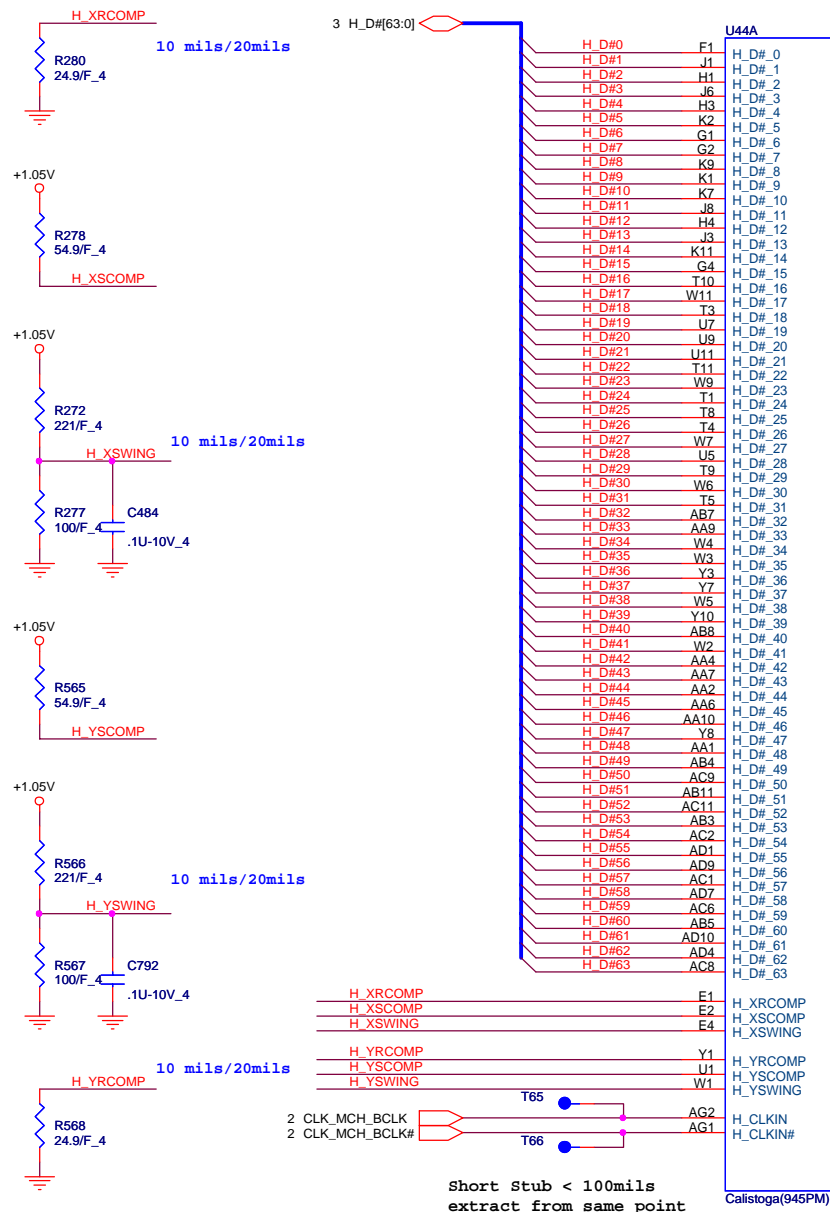 H_XRCOMP
10 mils/20mils
R280
24.9/F_4
+1.05V
R278
54.9/F_4
H_XSCOMP
+1.05V
R272
221/F_4
10 mils/20mils
H_XSWING
R277
100/F_4
C484
.1U-10V_4
+1.05V
R565
54.9/F_4
H_YSCOMP
+1.05V
R566
221/F_4
10 mils/20mils
H_YSWING
R567
100/F_4
C792
.1U-10V_4
H_YRCOMP
10 mils/20mils
R568
24.9/F_4
3 H_D#[63:0]
U44A
H_D#0 F1 H_D#_0
H_D#1 J1 H_D#_1
H_D#2 H1 H_D#_2
H_D#3 J6 H_D#_3
H_D#4 H3 H_D#_4
H_D#5 K2 H_D#_5
H_D#6 G1 H_D#_6
H_D#7 G2 H_D#_7
H_D#8 K9 H_D#_8
H_D#9 K1 H_D#_9
H_D#10 K7 H_D#_10
H_D#11 J8 H_D#_11
H_D#12 H4 H_D#_12
H_D#13 J3 H_D#_13
H_D#14 K11 H_D#_14
H_D#15 G4 H_D#_15
H_D#16 T10 H_D#_16
H_D#17 W11 H_D#_17
H_D#18 T3 H_D#_18
H_D#19 U7 H_D#_19
H_D#20 U9 H_D#_20
H_D#21 U11 H_D#_21
H_D#22 T11 H_D#_22
H_D#23 W9 H_D#_23
H_D#24 T1 H_D#_24
H_D#25 T8 H_D#_25
H_D#26 T4 H_D#_26
H_D#27 W7 H_D#_27
H_D#28 U5 H_D#_28
H_D#29 T9 H_D#_29
H_D#30 W6 H_D#_30
H_D#31 T5 H_D#_31
H_D#32 AB7 H_D#_32
H_D#33 AA9 H_D#_33
H_D#34 W4 H_D#_34
H_D#35 W3 H_D#_35
H_D#36 Y3 H_D#_36
H_D#37 Y7 H_D#_37
H_D#38 W5 H_D#_38
H_D#39 Y10 H_D#_39
H_D#40 AB8 H_D#_40
H_D#41 W2 H_D#_41
H_D#42 AA4 H_D#_42
H_D#43 AA7 H_D#_43
H_D#44 AA2 H_D#_44
H_D#45 AA6 H_D#_45
H_D#46 AA10 H_D#_46
H_D#47 Y8 H_D#_47
H_D#48 AA1 H_D#_48
H_D#49 AB4 H_D#_49
H_D#50 AC9 H_D#_50
H_D#51 AB11 H_D#_51
H_D#52 AC11 H_D#_52
H_D#53 AB3 H_D#_53
H_D#54 AC2 H_D#_54
H_D#55 AD1 H_D#_55
H_D#56 AD9 H_D#_56
H_D#57 AC1 H_D#_57
H_D#58 AD7 H_D#_58
H_D#59 AC6 H_D#_59
H_D#60 AB5 H_D#_60
H_D#61 AD10 H_D#_61
H_D#62 AD4 H_D#_62
H_D#63 AC8 H_D#_63
H_XRCOMP E1 H_XRCOMP
H_XSCOMP E2 H_XSCOMP
H_XSWING E4 H_XSWING
H_YRCOMP Y1 H_YRCOMP
H_YSCOMP U1 H_YSCOMP
H_YSWING W1 H_YSWING
T65
2 CLK_MCH_BCLK AG2 H_CLKIN
2 CLK_MCH_BCLK# AG1 H_CLKIN#
T66
Short Stub < 100mils
extract from same point
Calistoga(945PM)